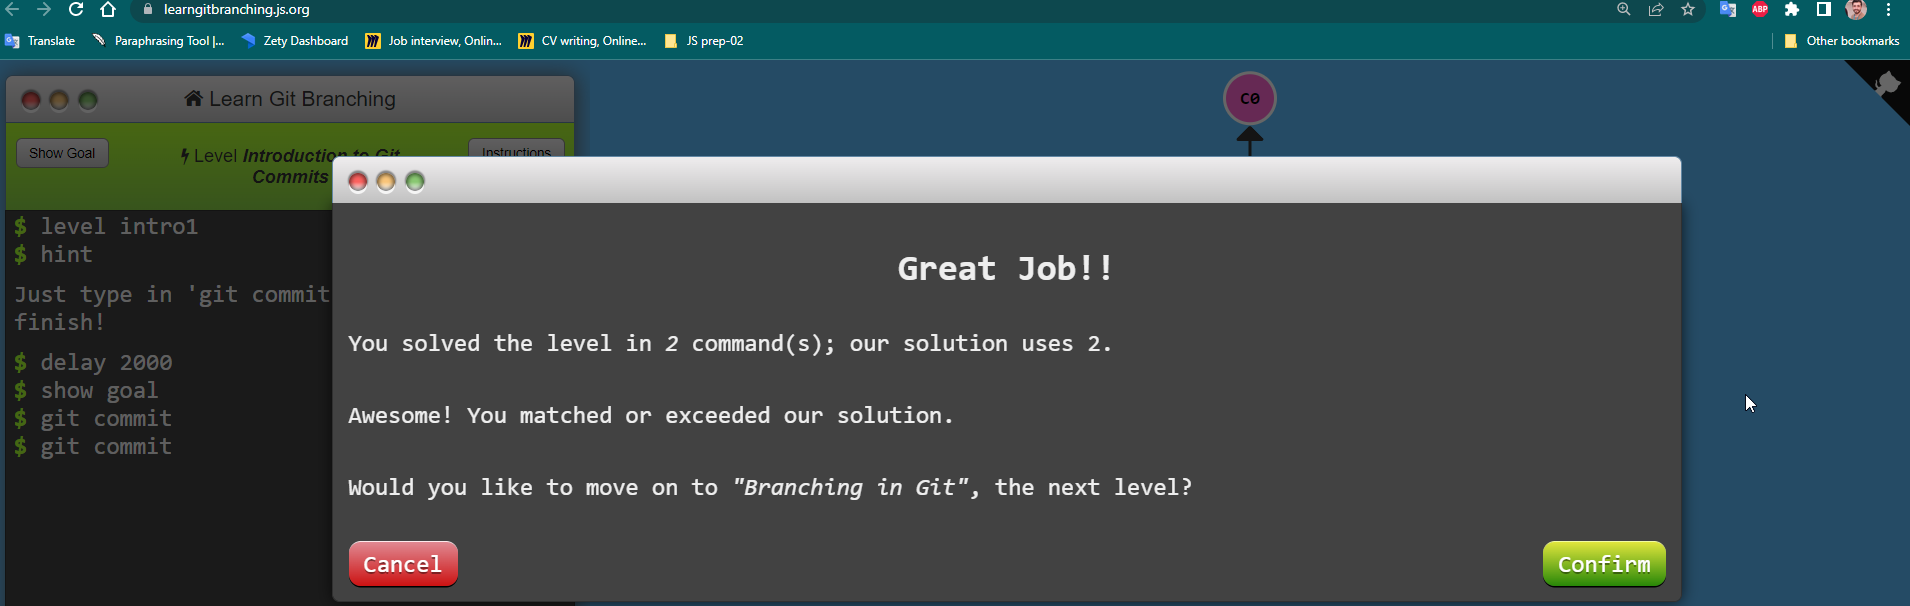 learngitbranching.js.org
Translate
Paraphrasing Tool |...
Zety Dashboard
Job interview, Onlin...
CV writing, Online...
JS prep-02
Other bookmarks
ABP
Learn Git Branching
C0
Show Goal
Level Introduction to Git
Commits
Instructions
$ level intro1
$ hint
Just type in 'git commit
finish!
$ delay 2000
$ show goal
$ git commit
$ git commit
Great Job!!
You solved the level in 2 command(s); our solution uses 2.
Awesome! You matched or exceeded our solution.
Would you like to move on to "Branching in Git", the next level?
Cancel
Confirm